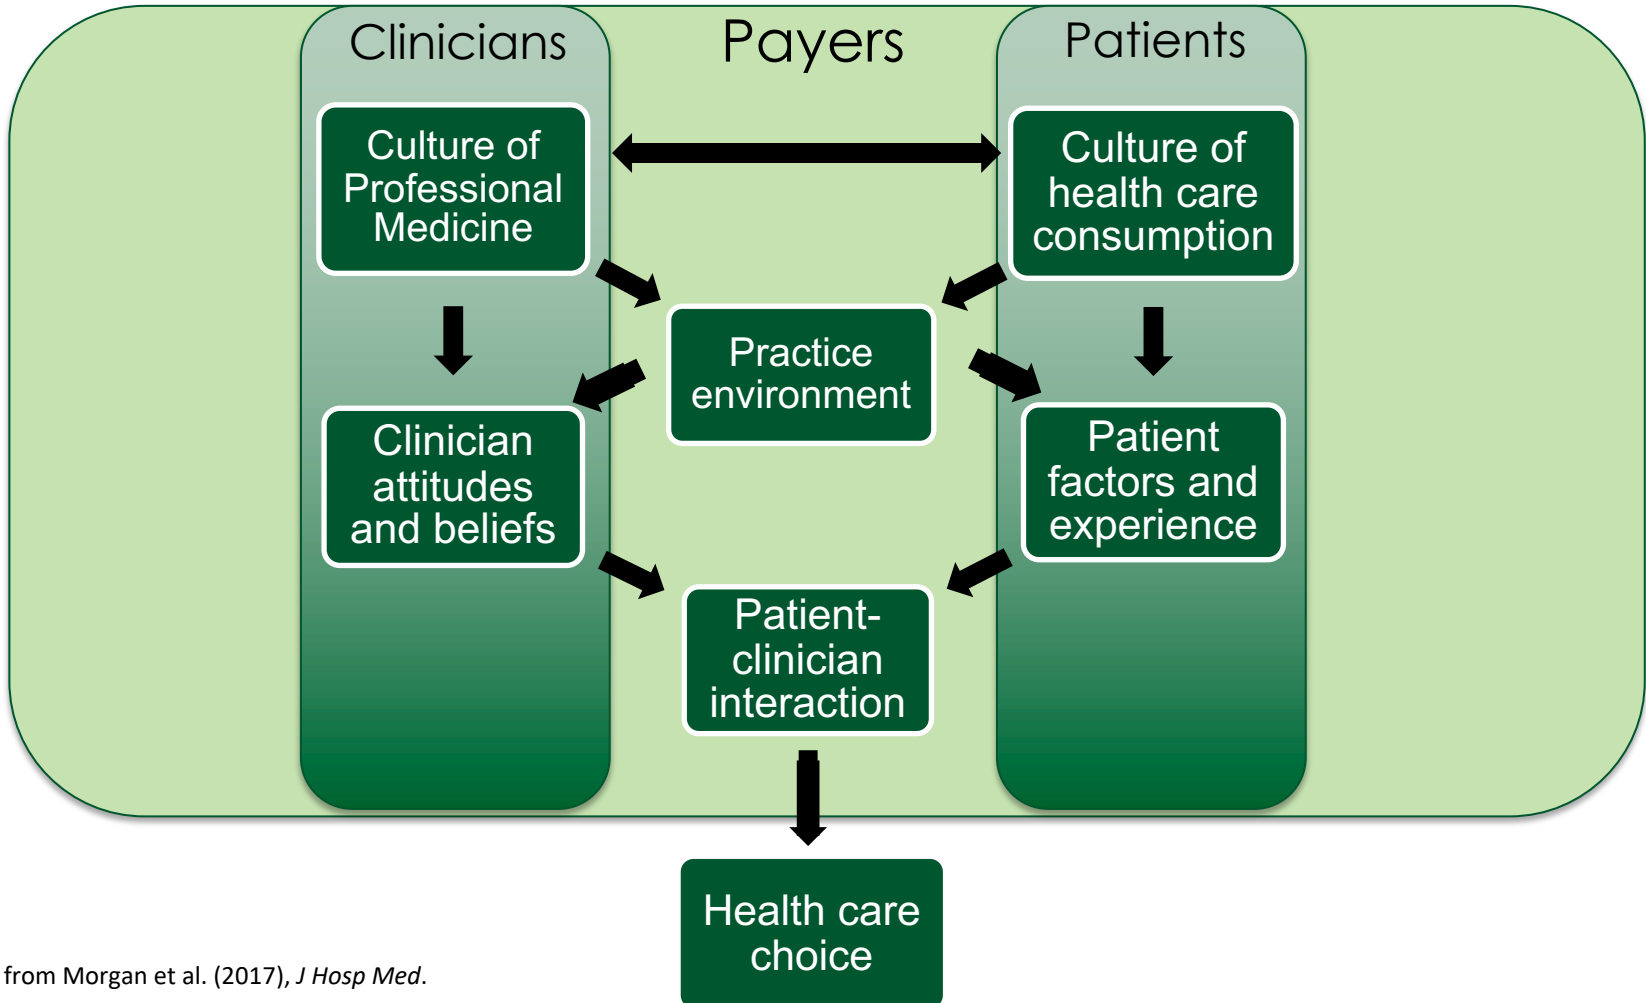 Clinicians
Payers
Patients
Culture of
Professional
Medicine
Culture of
health care
consumption
Practice
environment
Clinician
attitudes
and beliefs
Patient
factors and
experience
Patient-
clinician
interaction
Health care
choice
from Morgan et al. (2017), J Hosp Med.